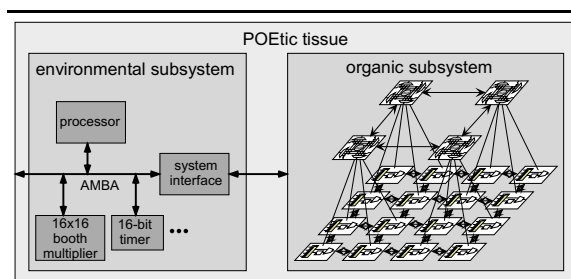 POEtic tissue
environmental subsystem
organic subsystem
processor
system
interface
AMBA
16x16
booth
multiplier
16-bit
timer
•••